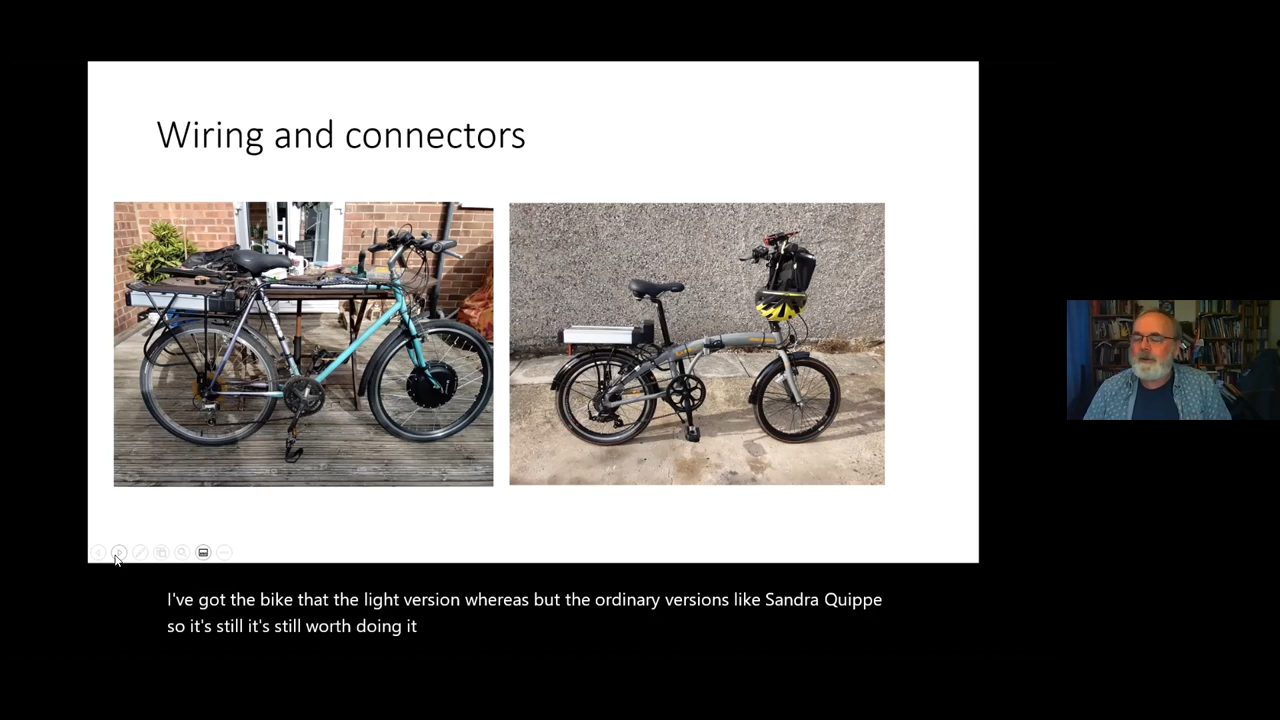 Wiring and connectors
I've got the bike that the light version whereas but the ordinary versions like Sandra Quippe
so it's still it's still worth doing it